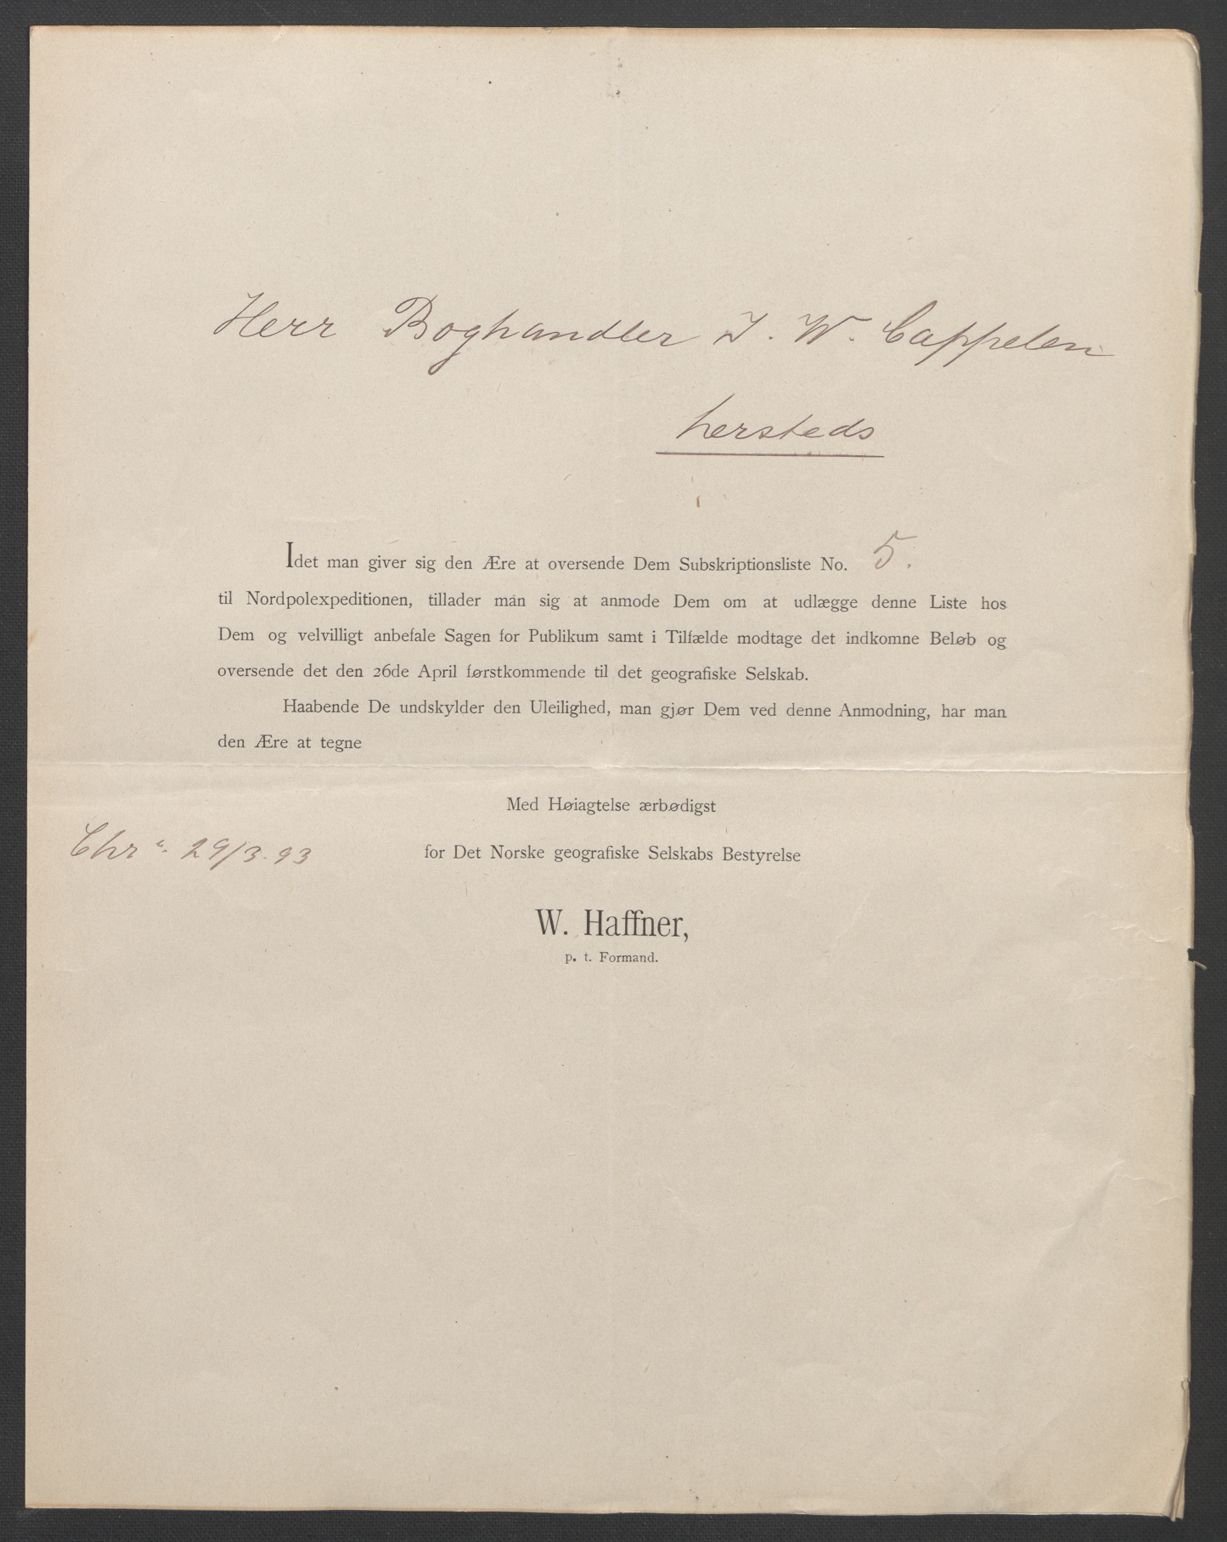 Herr Boghandler J. W. Cappelen
hersteds
Idet man giver sig den Ære at oversende Dem Subskriptionsliste No. 5.
til Nordpolexpeditionen, tillader man sig at anmode Dem om at udlægge denne Liste hos
Dem og velvilligt anbefale Sagen for Publikum samt i Tilfælde modtage det indkomne Beløb og
oversende det den 26de April førstkommende til det geografiske Selskab.
Haabende De undskylder den Uleilighed, man gjør Dem ved denne Anmodning, har man
den Ære at tegne
Med Høiagtelse ærbødigst
Chr a. 29/3.93
for Det Norske geografiske Selskabs Bestyrelse
W. Haffner,
p. t. Formand.